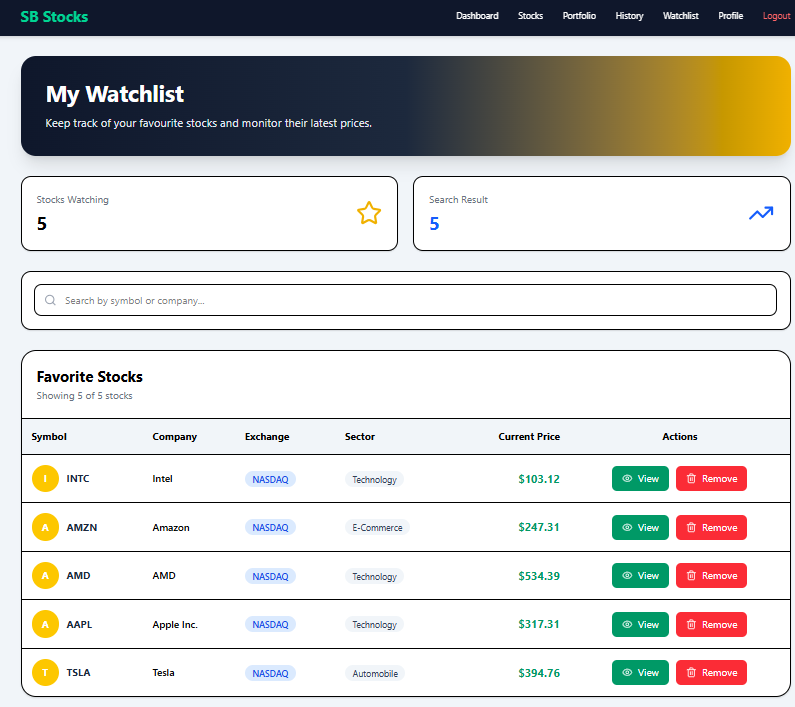 SB Stocks Dashboard Stocks Portfolio History Watchlist Profile Logout
My Watchlist
Keep track of your favourite stocks and monitor their latest prices.
Stocks Watching
5
Search Result
5
Search by symbol or company...
Favorite Stocks
Showing 5 of 5 stocks
Symbol Company Exchange Sector Current Price Actions
I INTC Intel NASDAQ Technology $103.12 View Remove
A AMZN Amazon NASDAQ E-Commerce $247.31 View Remove
A AMD AMD NASDAQ Technology $534.39 View Remove
A AAPL Apple Inc. NASDAQ Technology $317.31 View Remove
T TSLA Tesla NASDAQ Automobile $394.76 View Remove